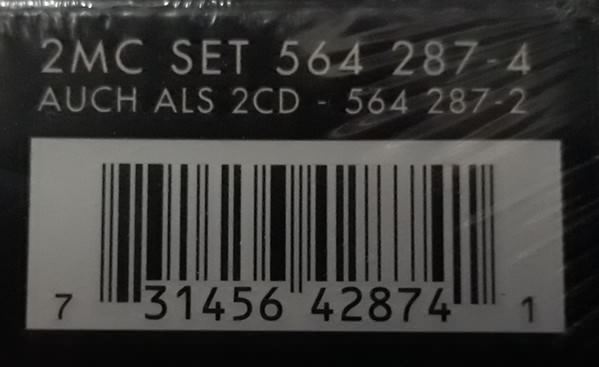 2MC SET 564 287-4
AUCH ALS 2CD - 564 287-2
7 31456 42874 1